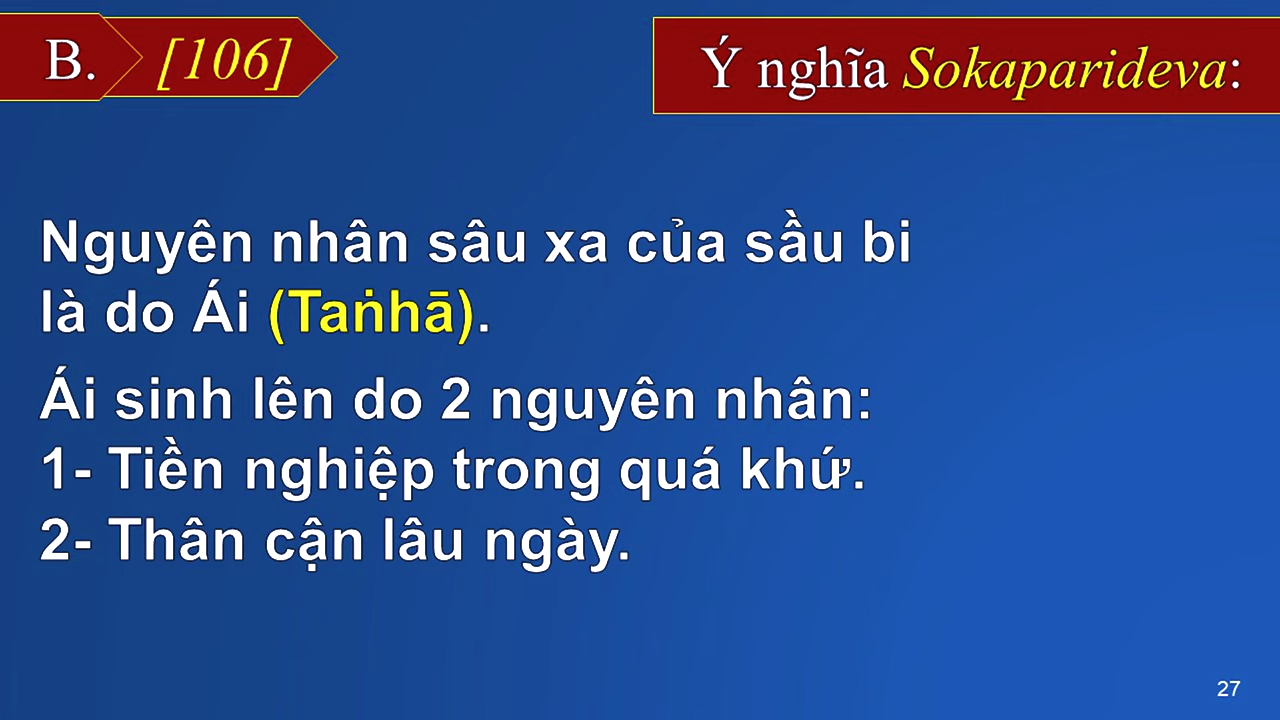 B. [106]
Ý nghĩa Sokaparideva:
Nguyên nhân sâu xa của sầu bi
là do Ái (Taṅhā).
Ái sinh lên do 2 nguyên nhân:
1- Tiền nghiệp trong quá khứ.
2- Thân cận lâu ngày.
27